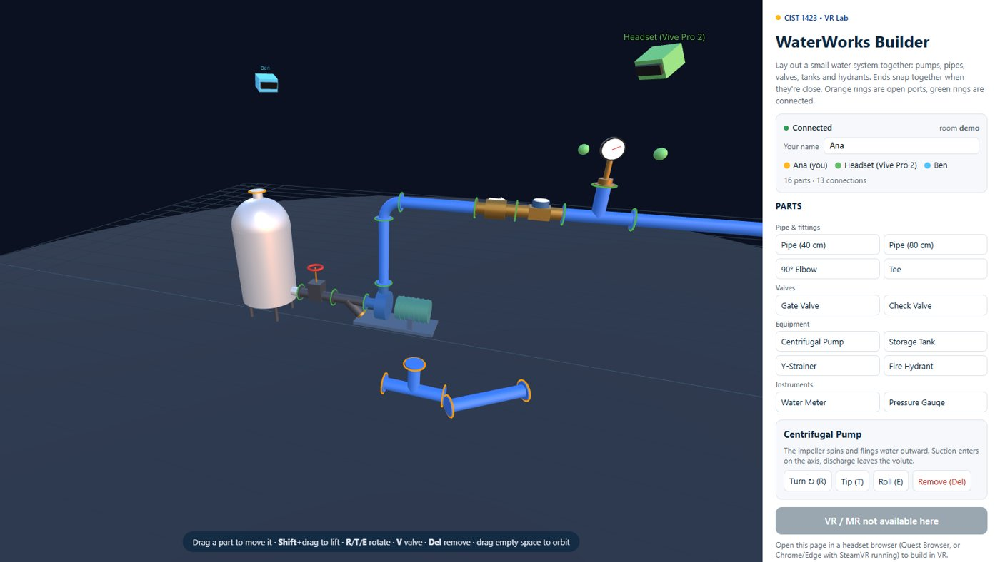 Headset (Vive Pro 2)
Ben
Drag a part to move it · Shift+drag to lift · R/T/E rotate · V valve · Del remove · drag empty space to orbit
CIST 1423 • VR Lab
WaterWorks Builder
Lay out a small water system together: pumps, pipes,
valves, tanks and hydrants. Ends snap together when
they're close. Orange rings are open ports, green rings are
connected.
Connected room demo
Your name Ana
Ana (you) Headset (Vive Pro 2) Ben
16 parts · 13 connections
PARTS
Pipe & fittings
Pipe (40 cm) Pipe (80 cm)
90° Elbow Tee
Valves
Gate Valve Check Valve
Equipment
Centrifugal Pump Storage Tank
Y-Strainer Fire Hydrant
Instruments
Water Meter Pressure Gauge
Centrifugal Pump
The impeller spins and flings water outward. Suction enters
on the axis, discharge leaves the volute.
Turn ↻ (R) Tip (T) Roll (E) Remove (Del)
VR / MR not available here
Open this page in a headset browser (Quest Browser, or
Chrome/Edge with SteamVR running) to build in VR.